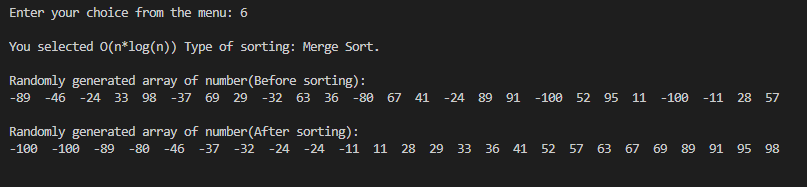 Enter your choice from the menu: 6
You selected O(n*log(n)) Type of sorting: Merge Sort.
Randomly generated array of number(Before sorting):
-89 -46 -24 33 98 -37 69 29 -32 63 36 -80 67 41 -24 89 91 -100 52 95 11 -100 -11 28 57
Randomly generated array of number(After sorting):
-100 -100 -89 -80 -46 -37 -32 -24 -24 -11 11 28 29 33 36 41 52 57 63 67 69 89 91 95 98